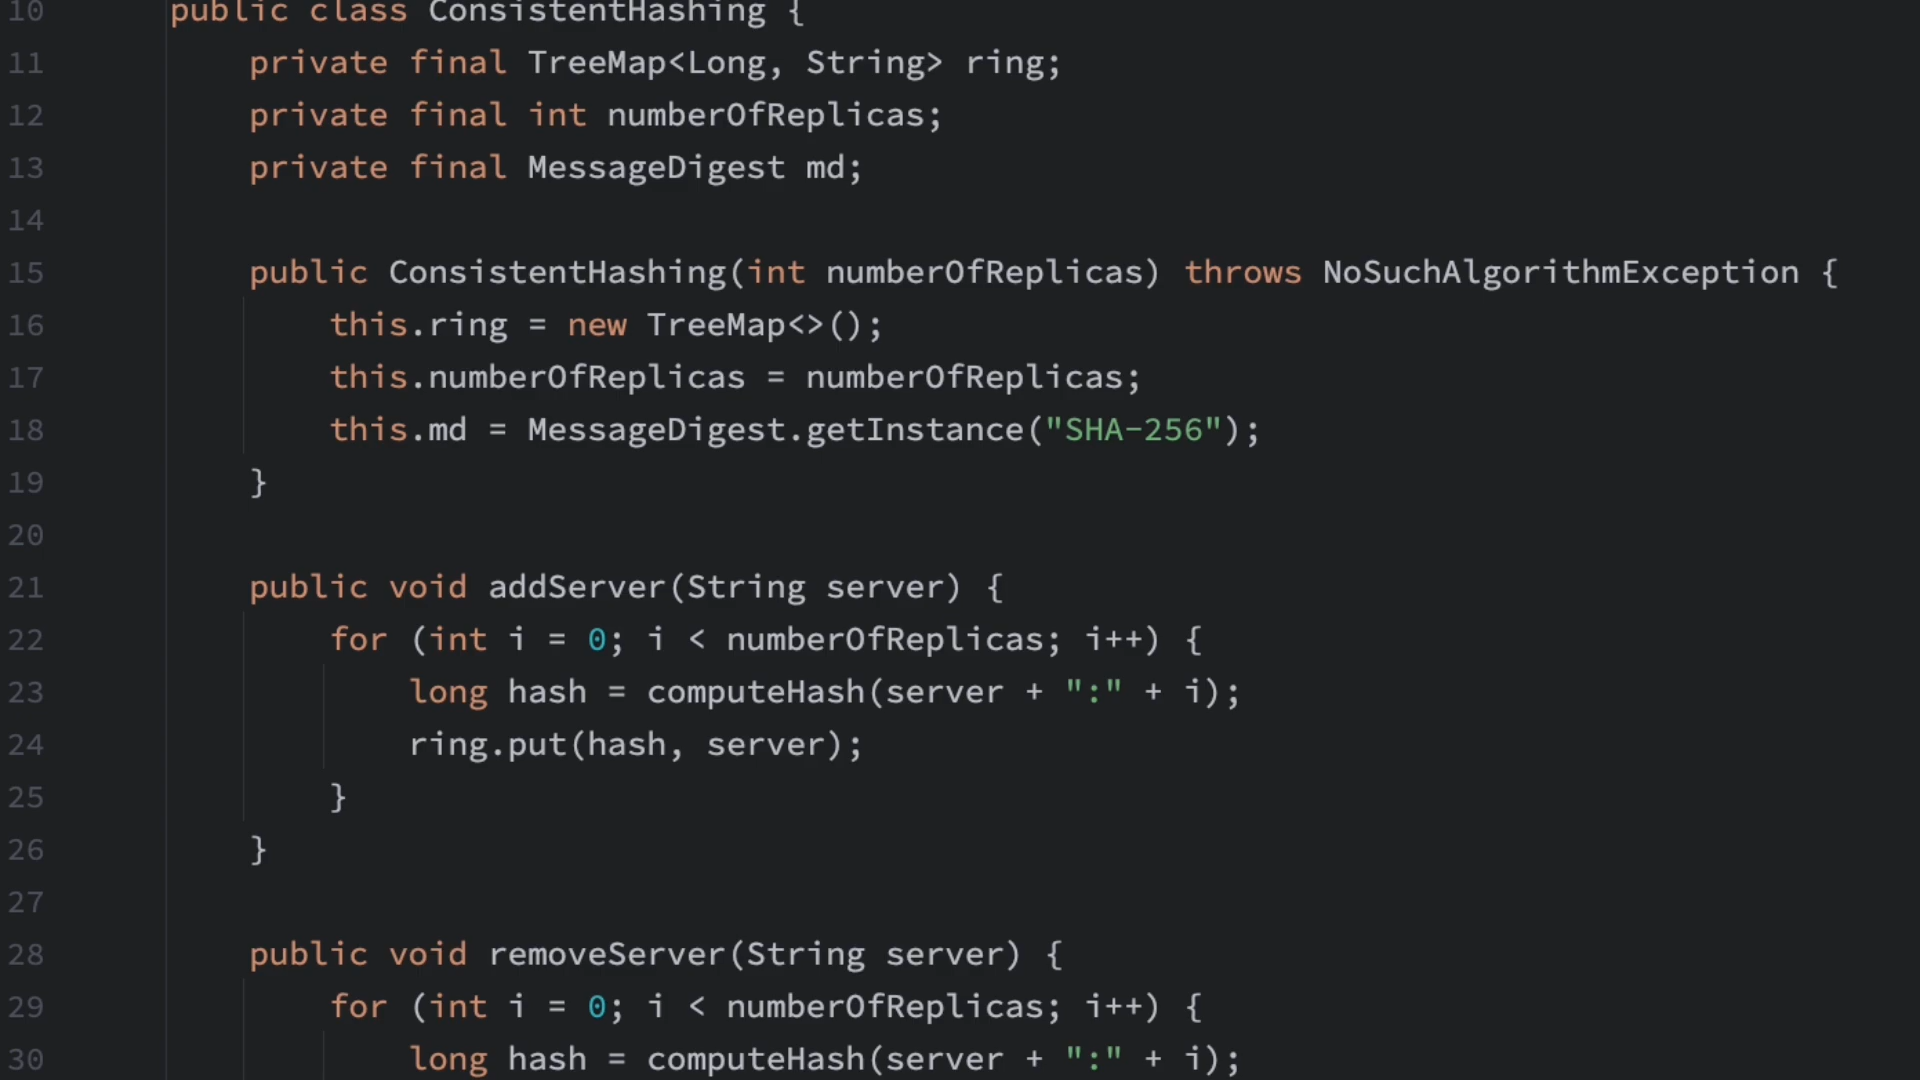 10 public class ConsistentHashing {
11 private final TreeMap<Long, String> ring;
12 private final int numberOfReplicas;
13 private final MessageDigest md;
14
15 public ConsistentHashing(int numberOfReplicas) throws NoSuchAlgorithmException {
16 this.ring = new TreeMap<>();
17 this.numberOfReplicas = numberOfReplicas;
18 this.md = MessageDigest.getInstance("SHA-256");
19 }
20
21 public void addServer(String server) {
22 for (int i = 0; i < numberOfReplicas; i++) {
23 long hash = computeHash(server + ":" + i);
24 ring.put(hash, server);
25 }
26 }
27
28 public void removeServer(String server) {
29 for (int i = 0; i < numberOfReplicas; i++) {
30 long hash = computeHash(server + ":" + i);